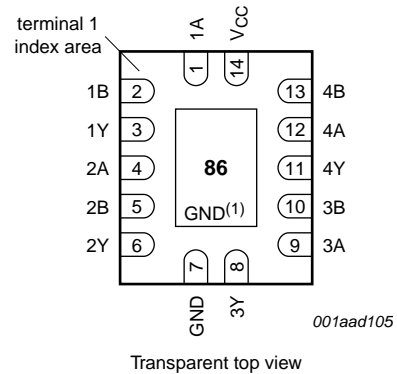 terminal 1
index area
1A
VCC
1
14
1B 2
13 4B
1Y 3
12 4A
2A 4
86
11 4Y
2B 5
GND(1)
10 3B
2Y 6
9 3A
7
8
GND
3Y
001aad105
Transparent top view